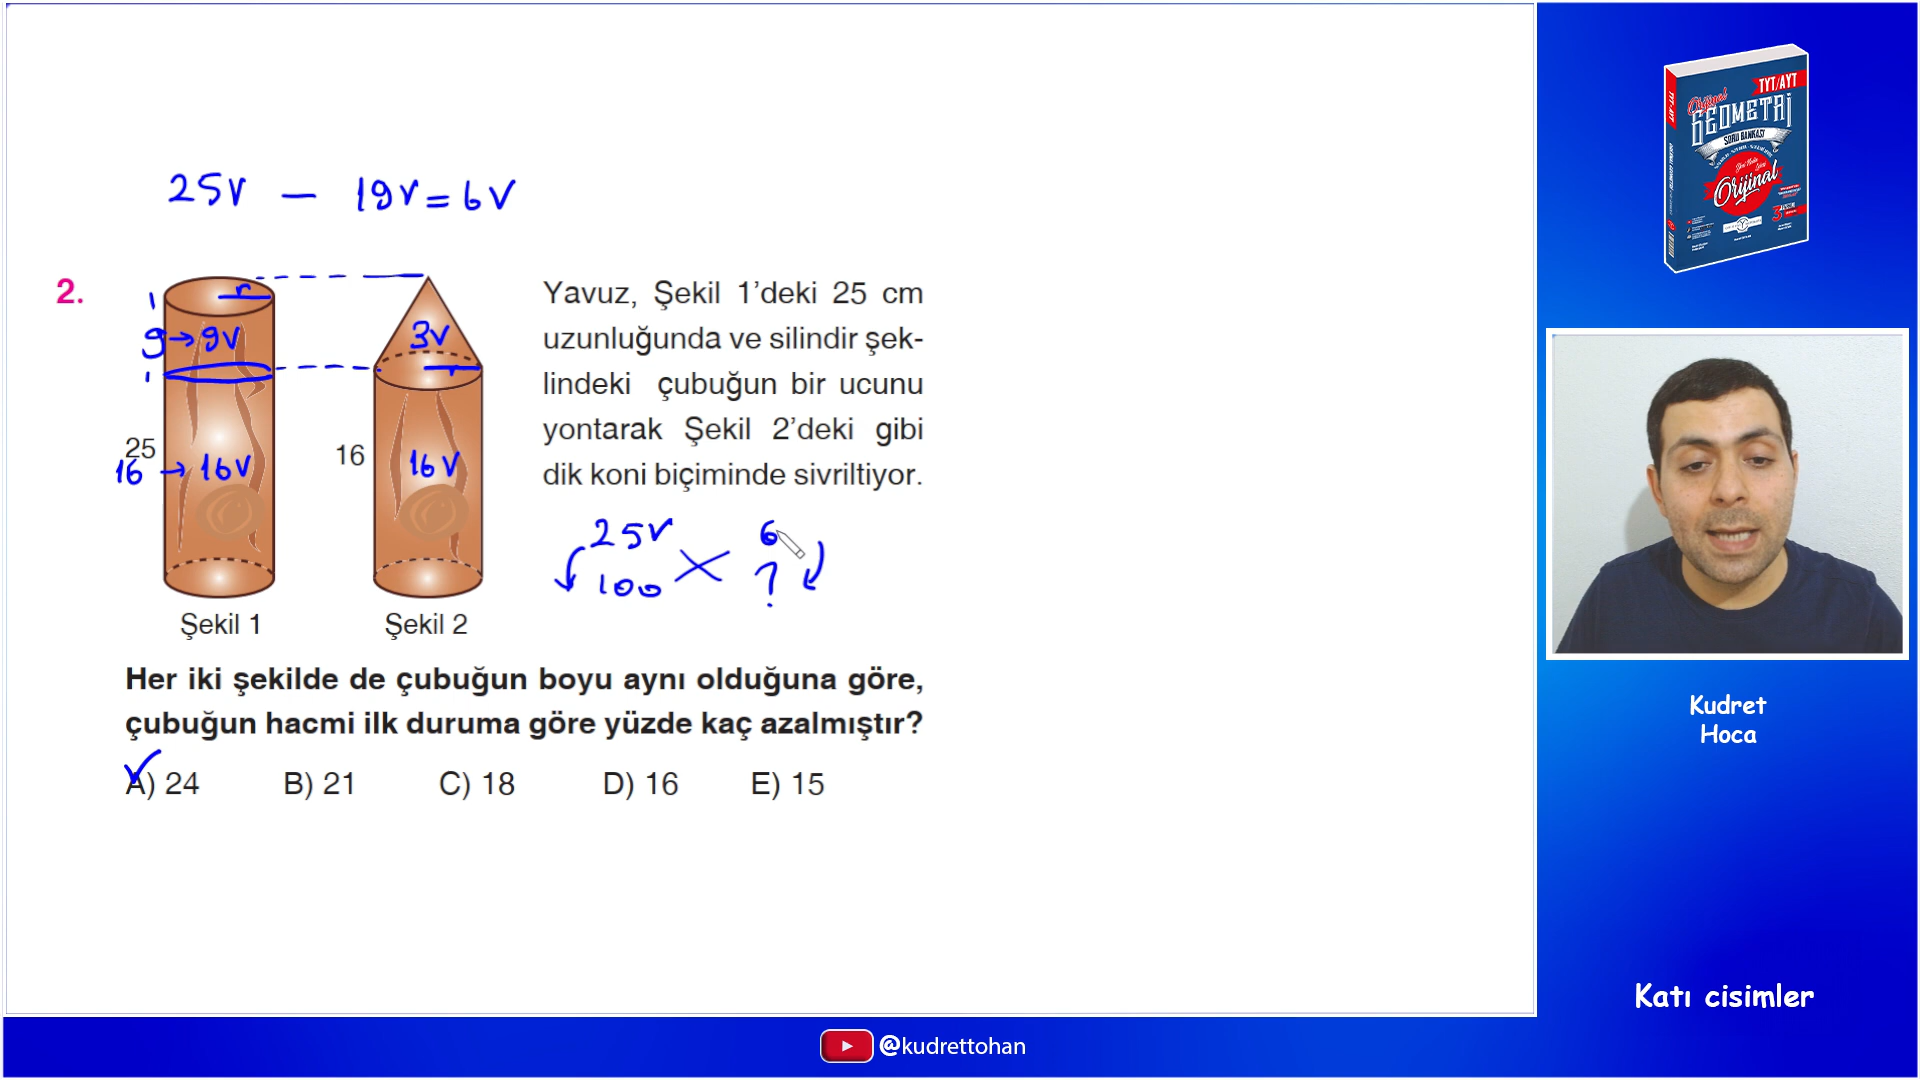 25V – 19V = 6V
2.
r
9 → 9V
25
16 → 16V
3V
r
16
16V
Şekil 1
Şekil 2
Yavuz, Şekil 1’deki 25 cm
uzunluğunda ve silindir şek-
lindeki çubuğun bir ucunu
yontarak Şekil 2’deki gibi
dik koni biçiminde sivriltiyor.
25V 6
100 ?
Her iki şekilde de çubuğun boyu aynı olduğuna göre,
çubuğun hacmi ilk duruma göre yüzde kaç azalmıştır?
A) 24 B) 21 C) 18 D) 16 E) 15
TYT/AYT
Orijinal
GEOMETRİ
SORU BANKASI
Orijinal
Kudret
Hoca
Katı cisimler
@kudrettohan